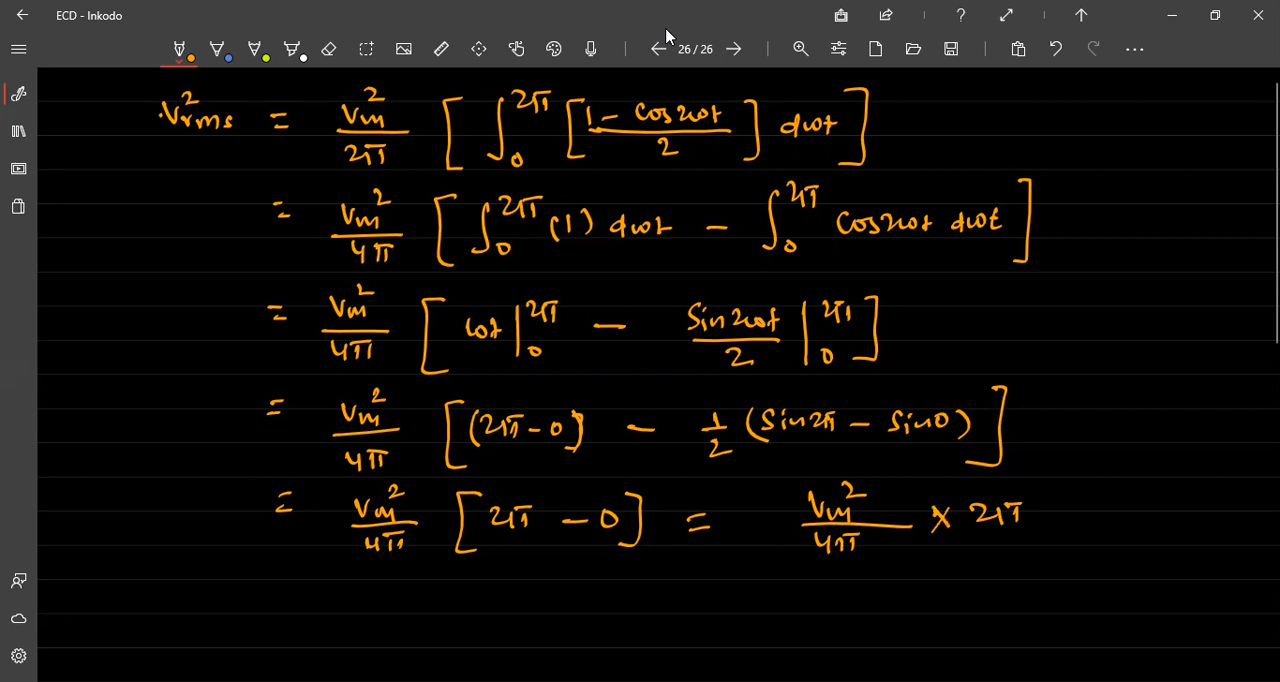 ECD - Inkodo
26 / 26
V²rms = Vm²/2π [ ∫₀^2π [ (1 - cos2ωt)/2 ] dωt ]
= Vm²/4π [ ∫₀^2π (1) dωt - ∫₀^2π cos2ωt dωt ]
= Vm²/4π [ ωt |₀^2π - sin2ωt/2 |₀^2π ]
= Vm²/4π [ (2π-0) - 1/2 (sin2π - sin0) ]
= Vm²/4π [ 2π - 0 ] = Vm²/4π × 2π